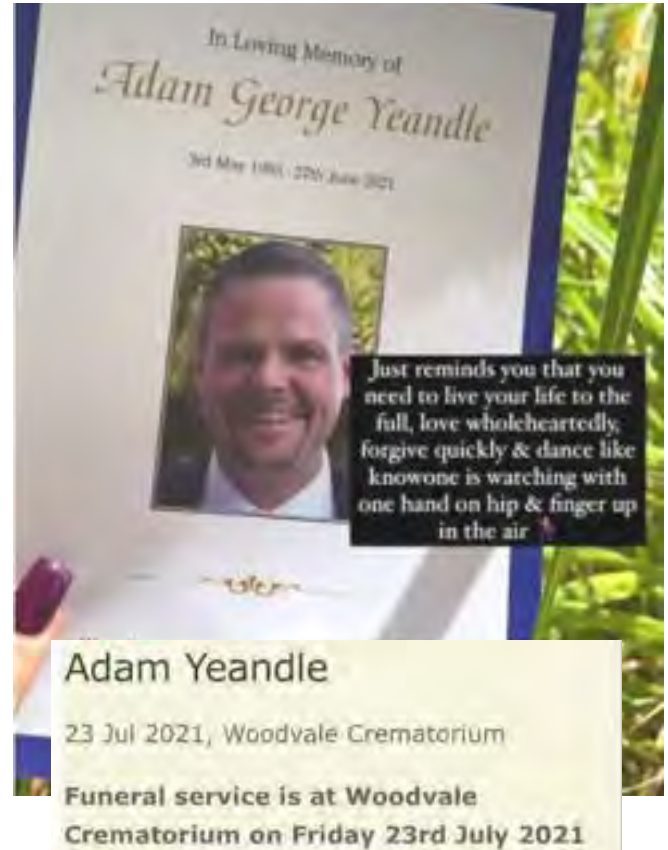 In Loving Memory of
Adam George Yeandle
3rd May - 27th June 2021
Just reminds you that you
need to live your life to the
full, love wholeheartedly,
forgive quickly & dance like
knowone is watching with
one hand on hip & finger up
in the air
Adam Yeandle
23 Jul 2021, Woodvale Crematorium
Funeral service is at Woodvale
Crematorium on Friday 23rd July 2021